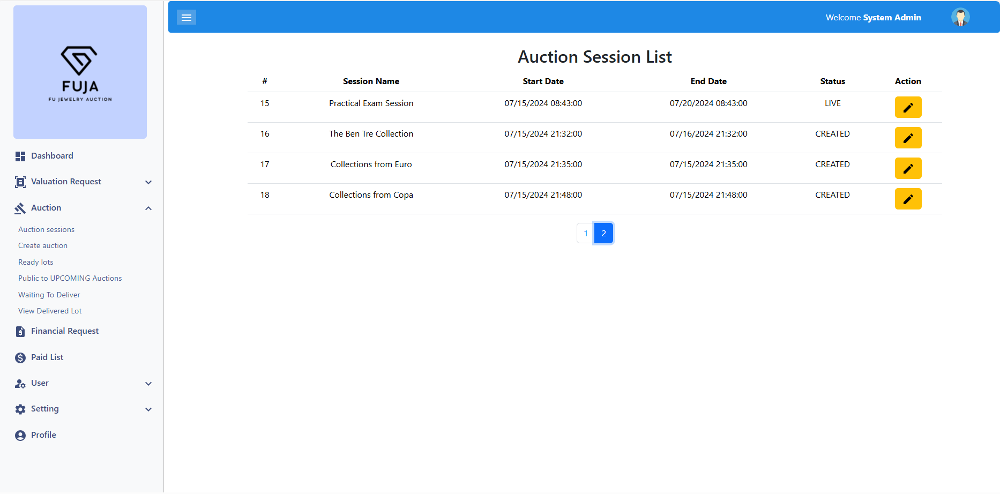 FUJA
FU JEWELRY AUCTION
Dashboard
Valuation Request
Auction
Auction sessions
Create auction
Ready lots
Public to UPCOMING Auctions
Waiting To Deliver
View Delivered Lot
Financial Request
Paid List
User
Setting
Profile
Welcome System Admin
Auction Session List
# Session Name Start Date End Date Status Action
15 Practical Exam Session 07/15/2024 08:43:00 07/20/2024 08:43:00 LIVE
16 The Ben Tre Collection 07/15/2024 21:32:00 07/16/2024 21:32:00 CREATED
17 Collections from Euro 07/15/2024 21:35:00 07/15/2024 21:35:00 CREATED
18 Collections from Copa 07/15/2024 21:48:00 07/15/2024 21:48:00 CREATED
1 2